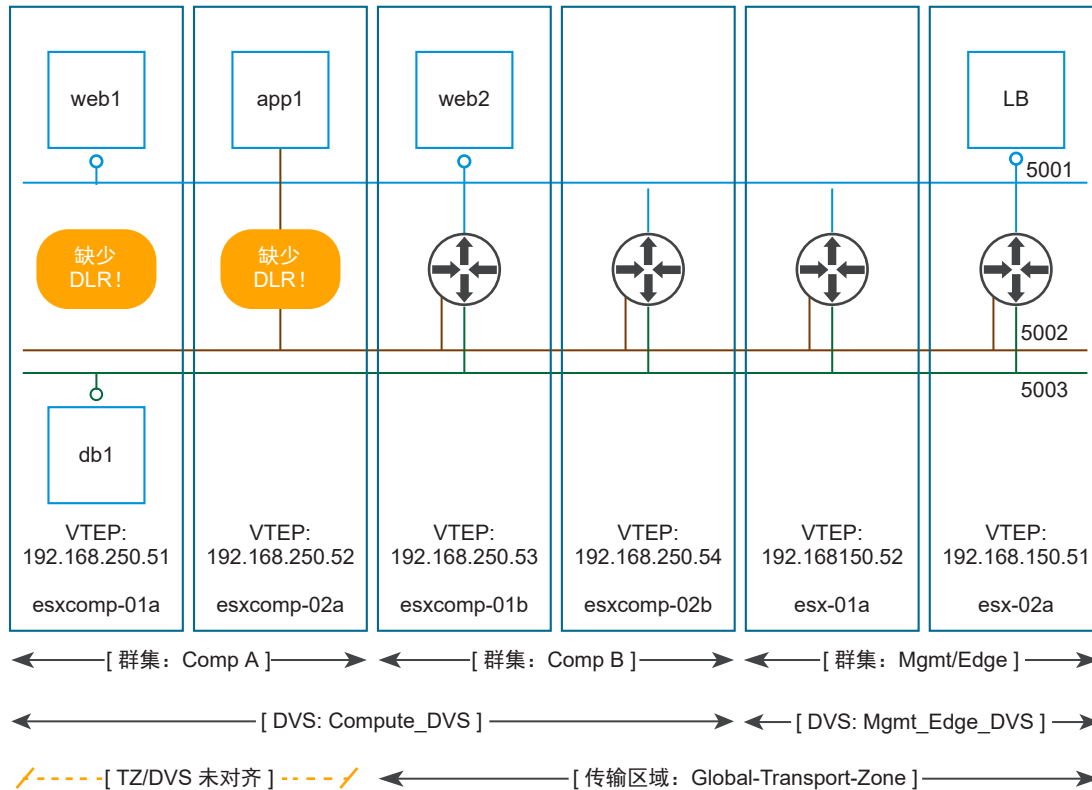 web1
app1
web2
LB
5001
缺少
DLR！
缺少
DLR！
5002
5003
db1
VTEP:
192.168.250.51
esxcomp-01a
VTEP:
192.168.250.52
esxcomp-02a
VTEP:
192.168.250.53
esxcomp-01b
VTEP:
192.168.250.54
esxcomp-02b
VTEP:
192.168150.52
esx-01a
VTEP:
192.168.150.51
esx-02a
[ 群集：Comp A ]
[ 群集：Comp B ]
[ 群集：Mgmt/Edge ]
[ DVS: Compute_DVS ]
[ DVS: Mgmt_Edge_DVS ]
[ TZ/DVS 未对齐 ]
[ 传输区域：Global-Transport-Zone ]